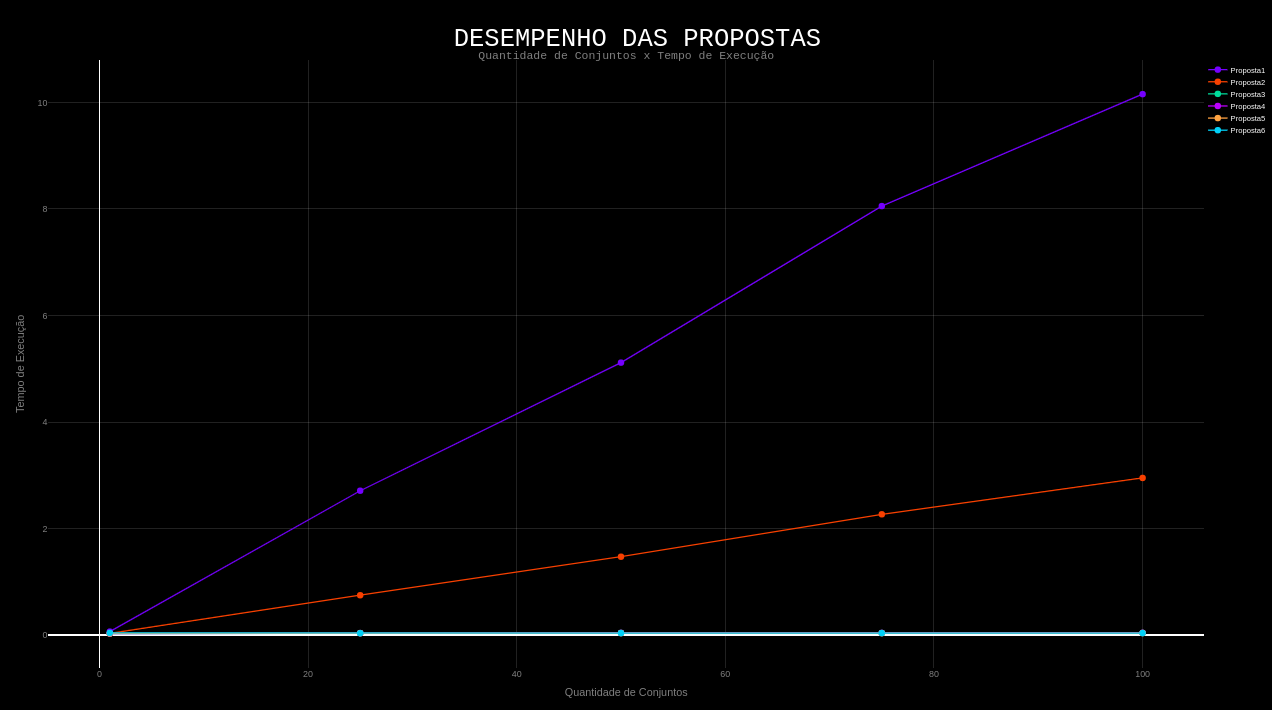 DESEMPENHO DAS PROPOSTAS
Quantidade de Conjuntos x Tempo de Execução
Proposta1
Proposta2
Proposta3
Proposta4
Proposta5
Proposta6
Tempo de Execução
10
8
6
4
2
0
0 20 40 60 80 100
Quantidade de Conjuntos